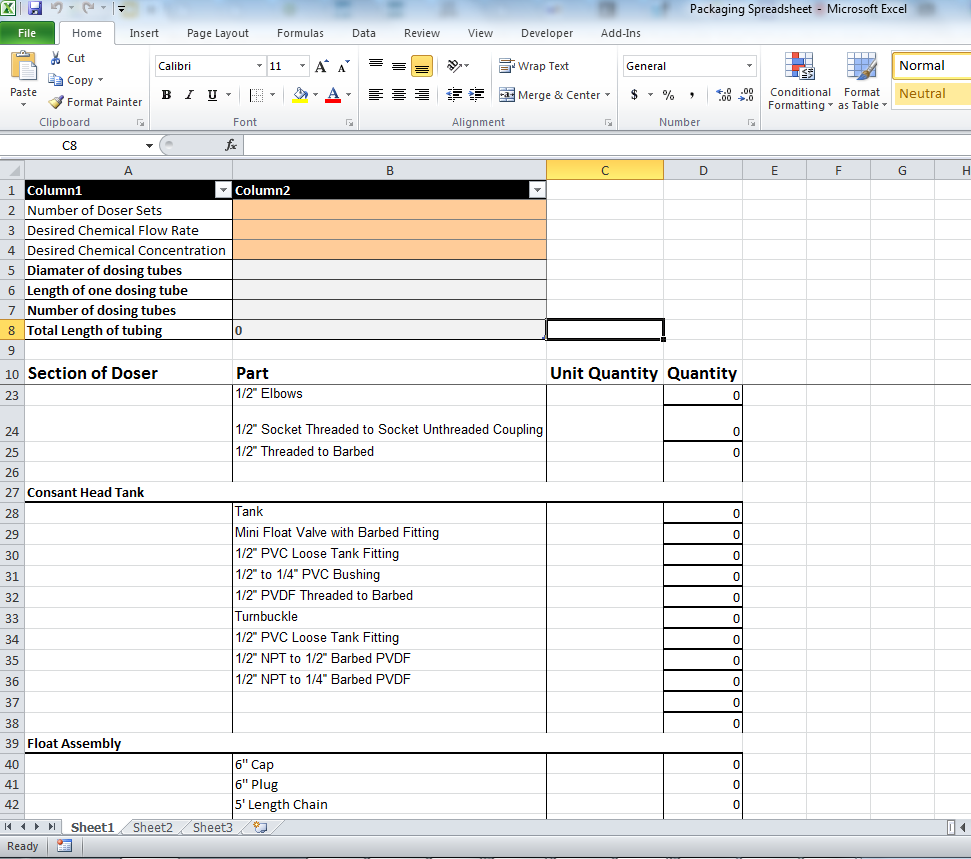 Packaging Spreadsheet - Microsoft Excel
File Home Insert Page Layout Formulas Data Review View Developer Add-Ins
Paste
Cut
Copy
Format Painter
Clipboard
Calibri 11
B I U
Font
Wrap Text
Merge & Center
Alignment
General
$ % ,
Number
Conditional Formatting
Format as Table
Normal
Neutral
C8 fx
A B C D E F G H
1 Column1 Column2
2 Number of Doser Sets
3 Desired Chemical Flow Rate
4 Desired Chemical Concentration
5 Diamater of dosing tubes
6 Length of one dosing tube
7 Number of dosing tubes
8 Total Length of tubing 0
9
10 Section of Doser Part Unit Quantity Quantity
23 1/2" Elbows 0
24 1/2" Socket Threaded to Socket Unthreaded Coupling 0
25 1/2" Threaded to Barbed 0
26
27 Consant Head Tank
28 Tank 0
29 Mini Float Valve with Barbed Fitting 0
30 1/2" PVC Loose Tank Fitting 0
31 1/2" to 1/4" PVC Bushing 0
32 1/2" PVDF Threaded to Barbed 0
33 Turnbuckle 0
34 1/2" PVC Loose Tank Fitting 0
35 1/2" NPT to 1/2" Barbed PVDF 0
36 1/2" NPT to 1/4" Barbed PVDF 0
37 0
38 0
39 Float Assembly
40 6" Cap 0
41 6" Plug 0
42 5' Length Chain 0
Sheet1 Sheet2 Sheet3
Ready